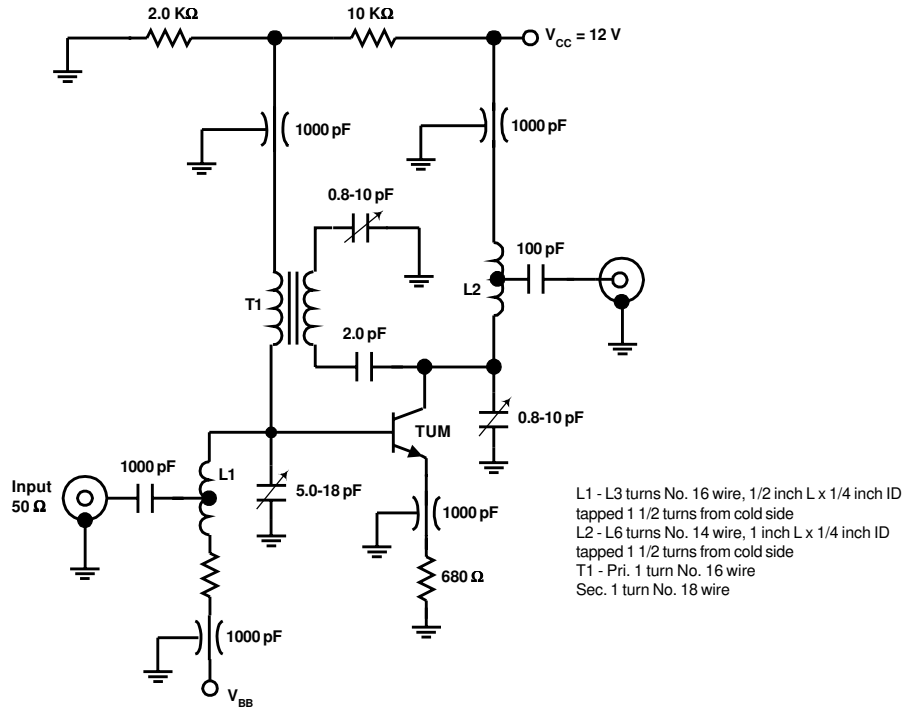 2.0 KΩ
10 KΩ
VCC = 12 V
1000 pF
1000 pF
0.8-10 pF
100 pF
T1
L2
2.0 pF
TUM
0.8-10 pF
1000 pF
L1
Input
50 Ω
5.0-18 pF
1000 pF
680 Ω
1000 pF
VBB
L1 - L3 turns No. 16 wire, 1/2 inch L x 1/4 inch ID
tapped 1 1/2 turns from cold side
L2 - L6 turns No. 14 wire, 1 inch L x 1/4 inch ID
tapped 1 1/2 turns from cold side
T1 - Pri. 1 turn No. 16 wire
Sec. 1 turn No. 18 wire